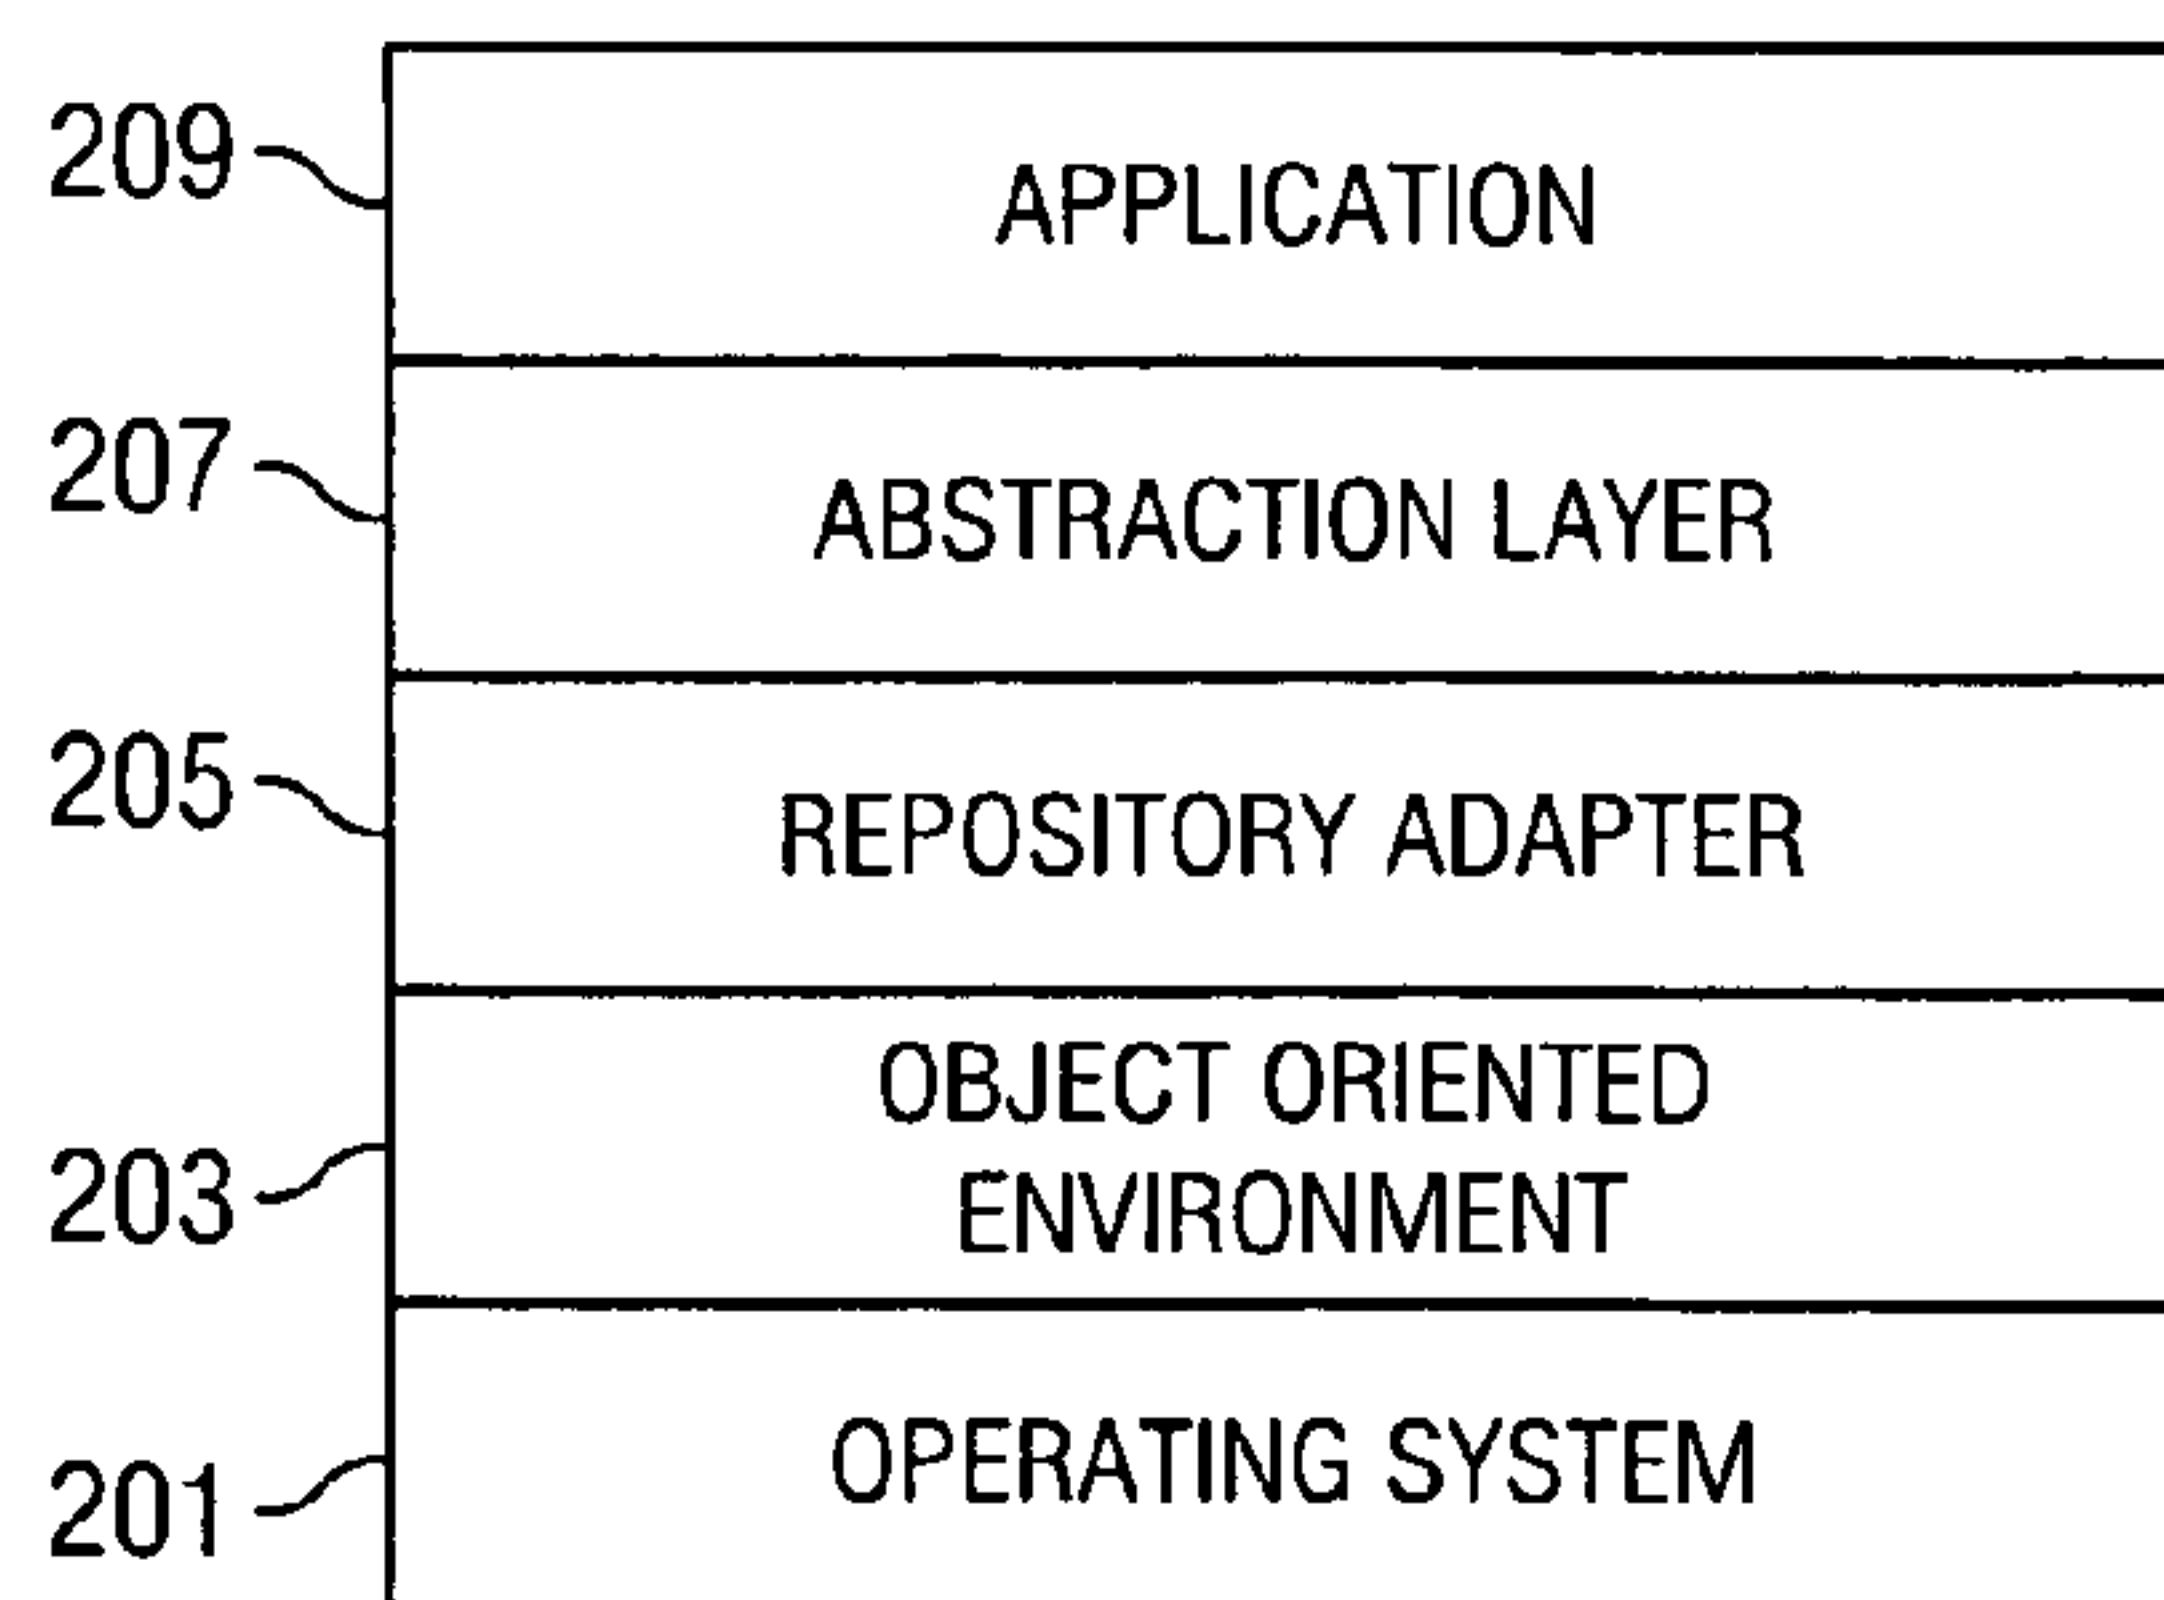 209
APPLICATION
207
ABSTRACTION LAYER
205
REPOSITORY ADAPTER
OBJECT ORIENTED
203
ENVIRONMENT
OPERATING SYSTEM
201